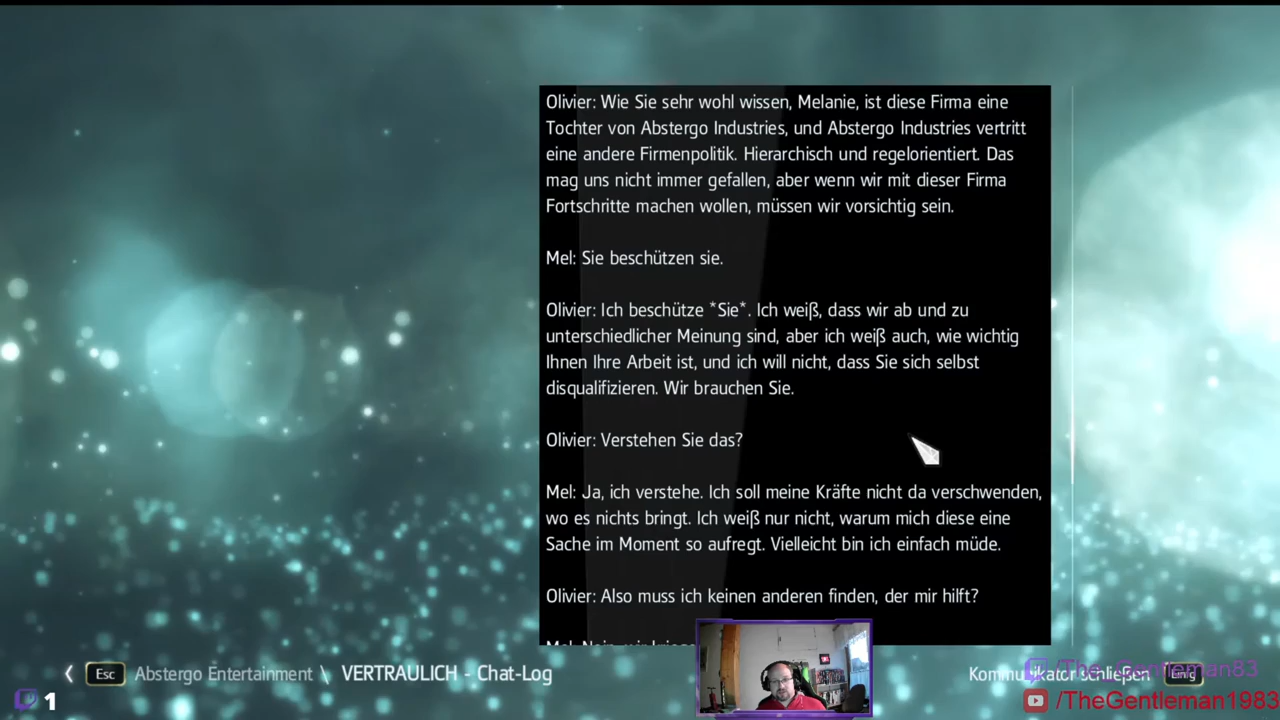 Olivier: Wie Sie sehr wohl wissen, Melanie, ist diese Firma eine
Tochter von Abstergo Industries, und Abstergo Industries vertritt
eine andere Firmenpolitik. Hierarchisch und regelorientiert. Das
mag uns nicht immer gefallen, aber wenn wir mit dieser Firma
Fortschritte machen wollen, müssen wir vorsichtig sein.
Mel: Sie beschützen sie.
Olivier: Ich beschütze *Sie*. Ich weiß, dass wir ab und zu
unterschiedlicher Meinung sind, aber ich weiß auch, wie wichtig
Ihnen Ihre Arbeit ist, und ich will nicht, dass Sie sich selbst
disqualifizieren. Wir brauchen Sie.
Olivier: Verstehen Sie das?
Mel: Ja, ich verstehe. Ich soll meine Kräfte nicht da verschwenden,
wo es nichts bringt. Ich weiß nur nicht, warum mich diese eine
Sache im Moment so aufregt. Vielleicht bin ich einfach müde.
Olivier: Also muss ich keinen anderen finden, der mir hilft?
Mel: Nein, wir
Esc Abstergo Entertainment \ VERTRAULICH - Chat-Log
Kommunikator schließen
/The_Gentleman83
1
/TheGentleman1983